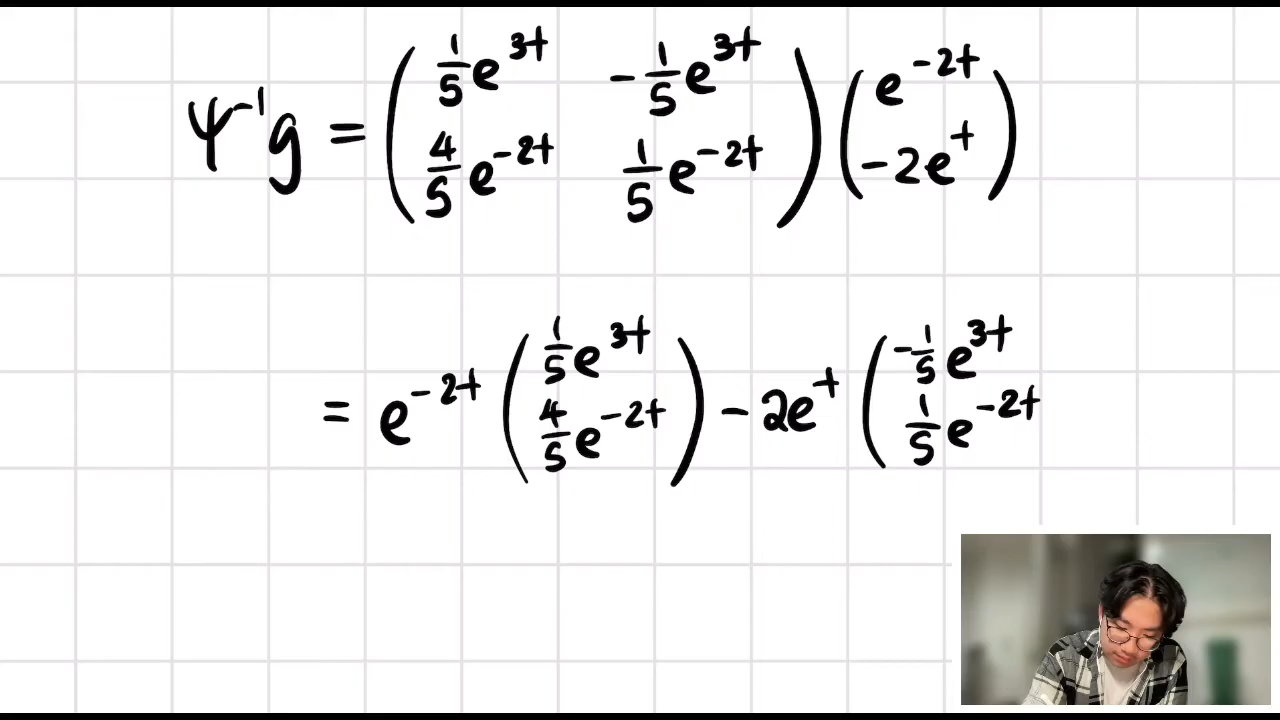 ψ⁻¹g = ( 1/5 e^{3t}  -1/5 e^{3t} ; 4/5 e^{-2t}  1/5 e^{-2t} ) ( e^{-2t} ; -2e^{t} )
= e^{-2t} ( 1/5 e^{3t} ; 4/5 e^{-2t} ) - 2e^{t} ( -1/5 e^{3t} ; 1/5 e^{-2t}